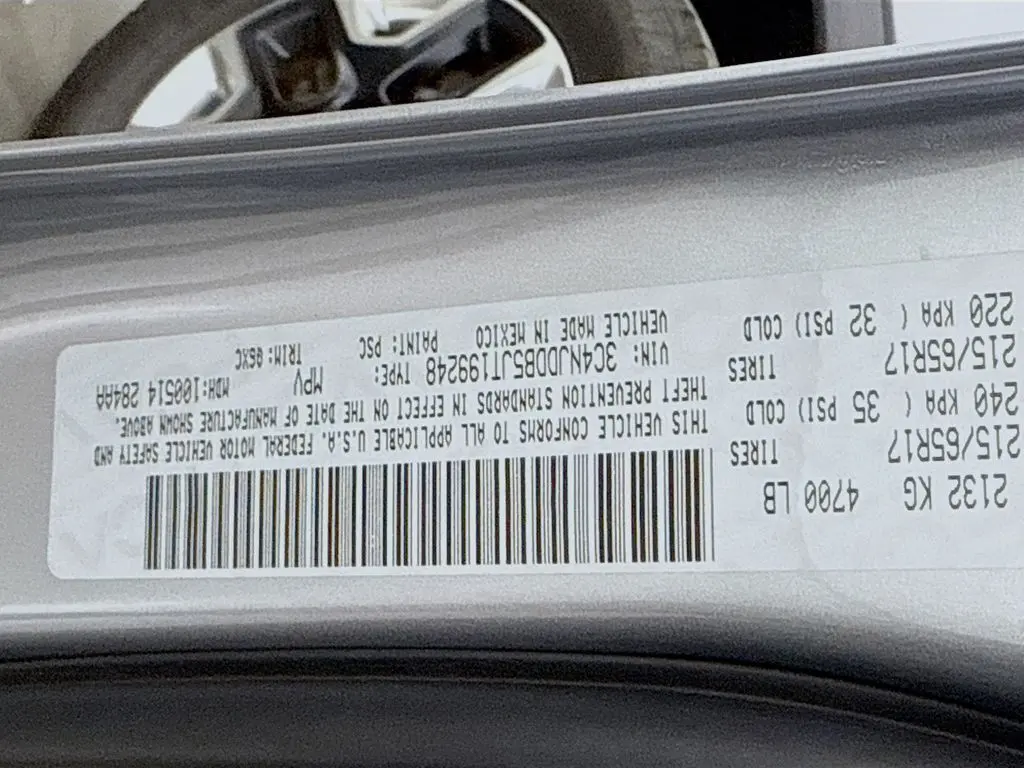 2132 KG 4700 LB
215/65R17 TIRES
240 KPA ( 35 PSI) COLD
215/65R17 TIRES
220 KPA ( 32 PSI) COLD
THIS VEHICLE CONFORMS TO ALL APPLICABLE U.S.A. FEDERAL MOTOR VEHICLE SAFETY AND
THEFT PREVENTION STANDARDS IN EFFECT ON THE DATE OF MANUFACTURE SHOWN ABOVE.
VIN: 3C4NJDDB5JT199248 TYPE: MPV MDH:100514 284AA
VEHICLE MADE IN MEXICO PAINT: PSC TRIM: Q6XC